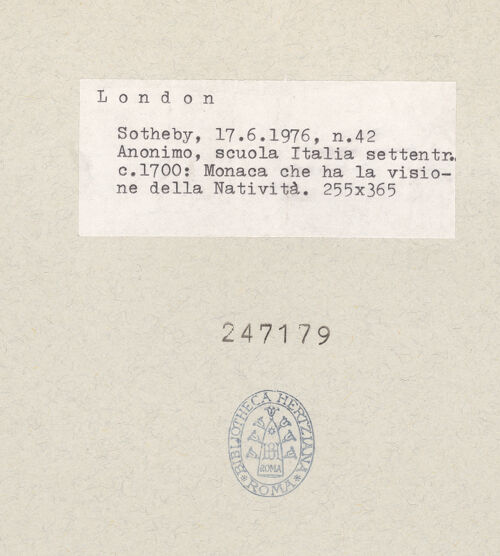 London
Sotheby, 17.6.1976, n.42
Anonimo, scuola Italia settentr.
c.1700: Monaca che ha la visio-
ne della Natività. 255x365
247179
BIBLIOTHECA HERTZIANA
ROMA
ROMA